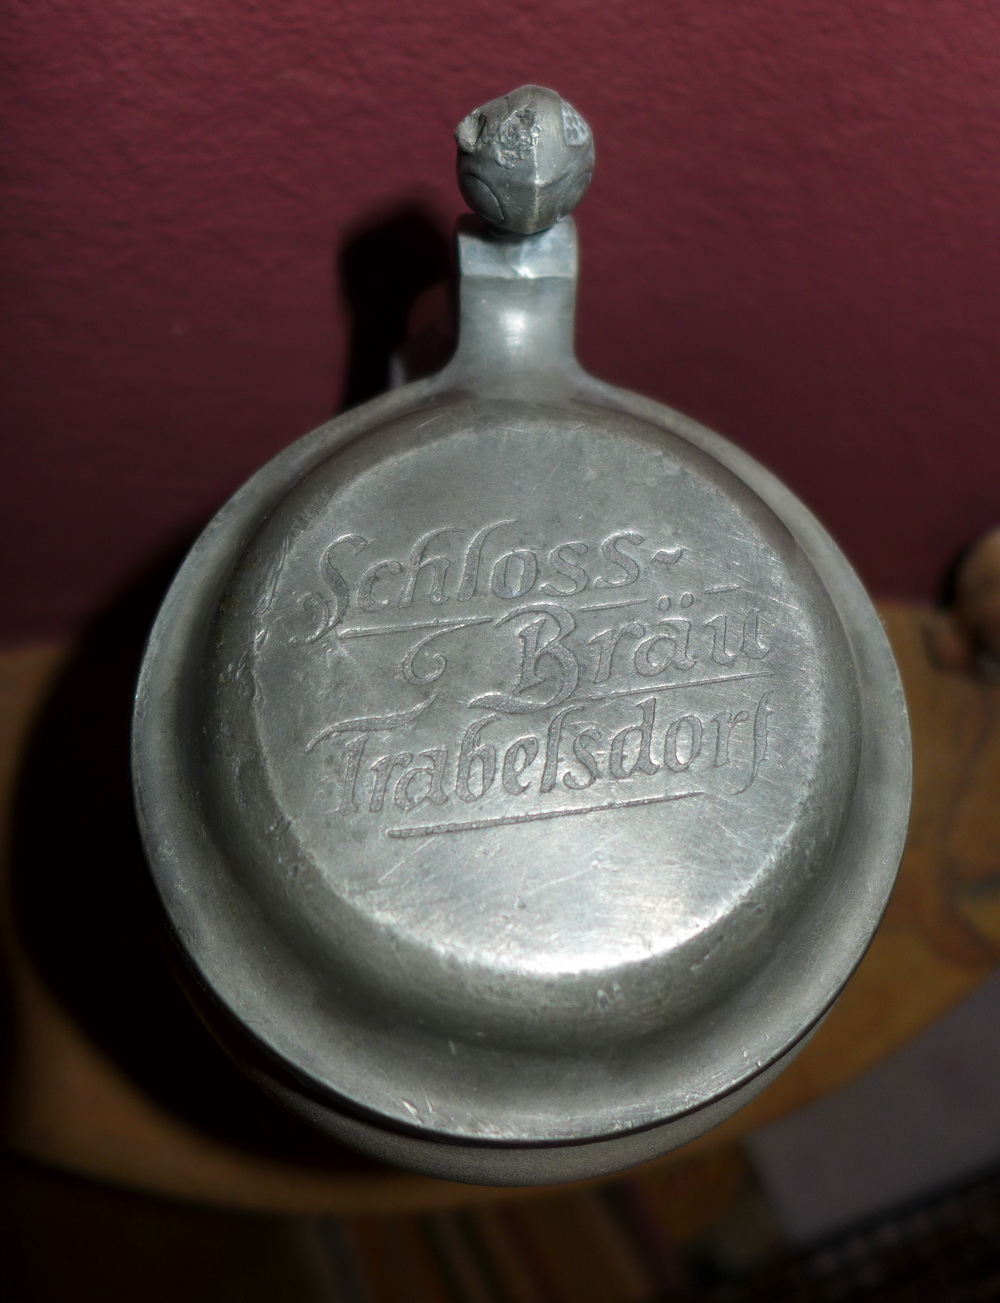 Schloss-
Bräu
Trabelsdorf